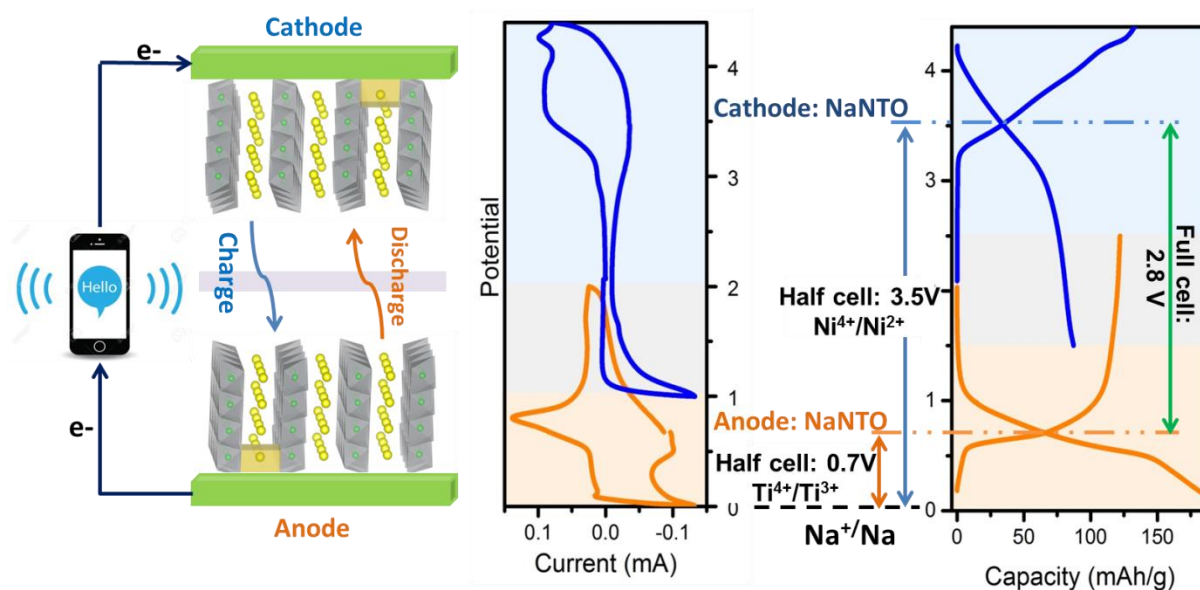 Cathode
e-
Charge
Discharge
Hello
e-
Anode
Potential
4
3
2
1
0
0.1
0.0
-0.1
Current (mA)
Cathode: NaNTO
Half cell: 3.5V
Ni⁴⁺/Ni²⁺
Anode: NaNTO
Half cell: 0.7V
Ti⁴⁺/Ti³⁺
Na⁺/Na
4
3
1
0
0
50
100
150
Capacity (mAh/g)
Full cell:
2.8 V